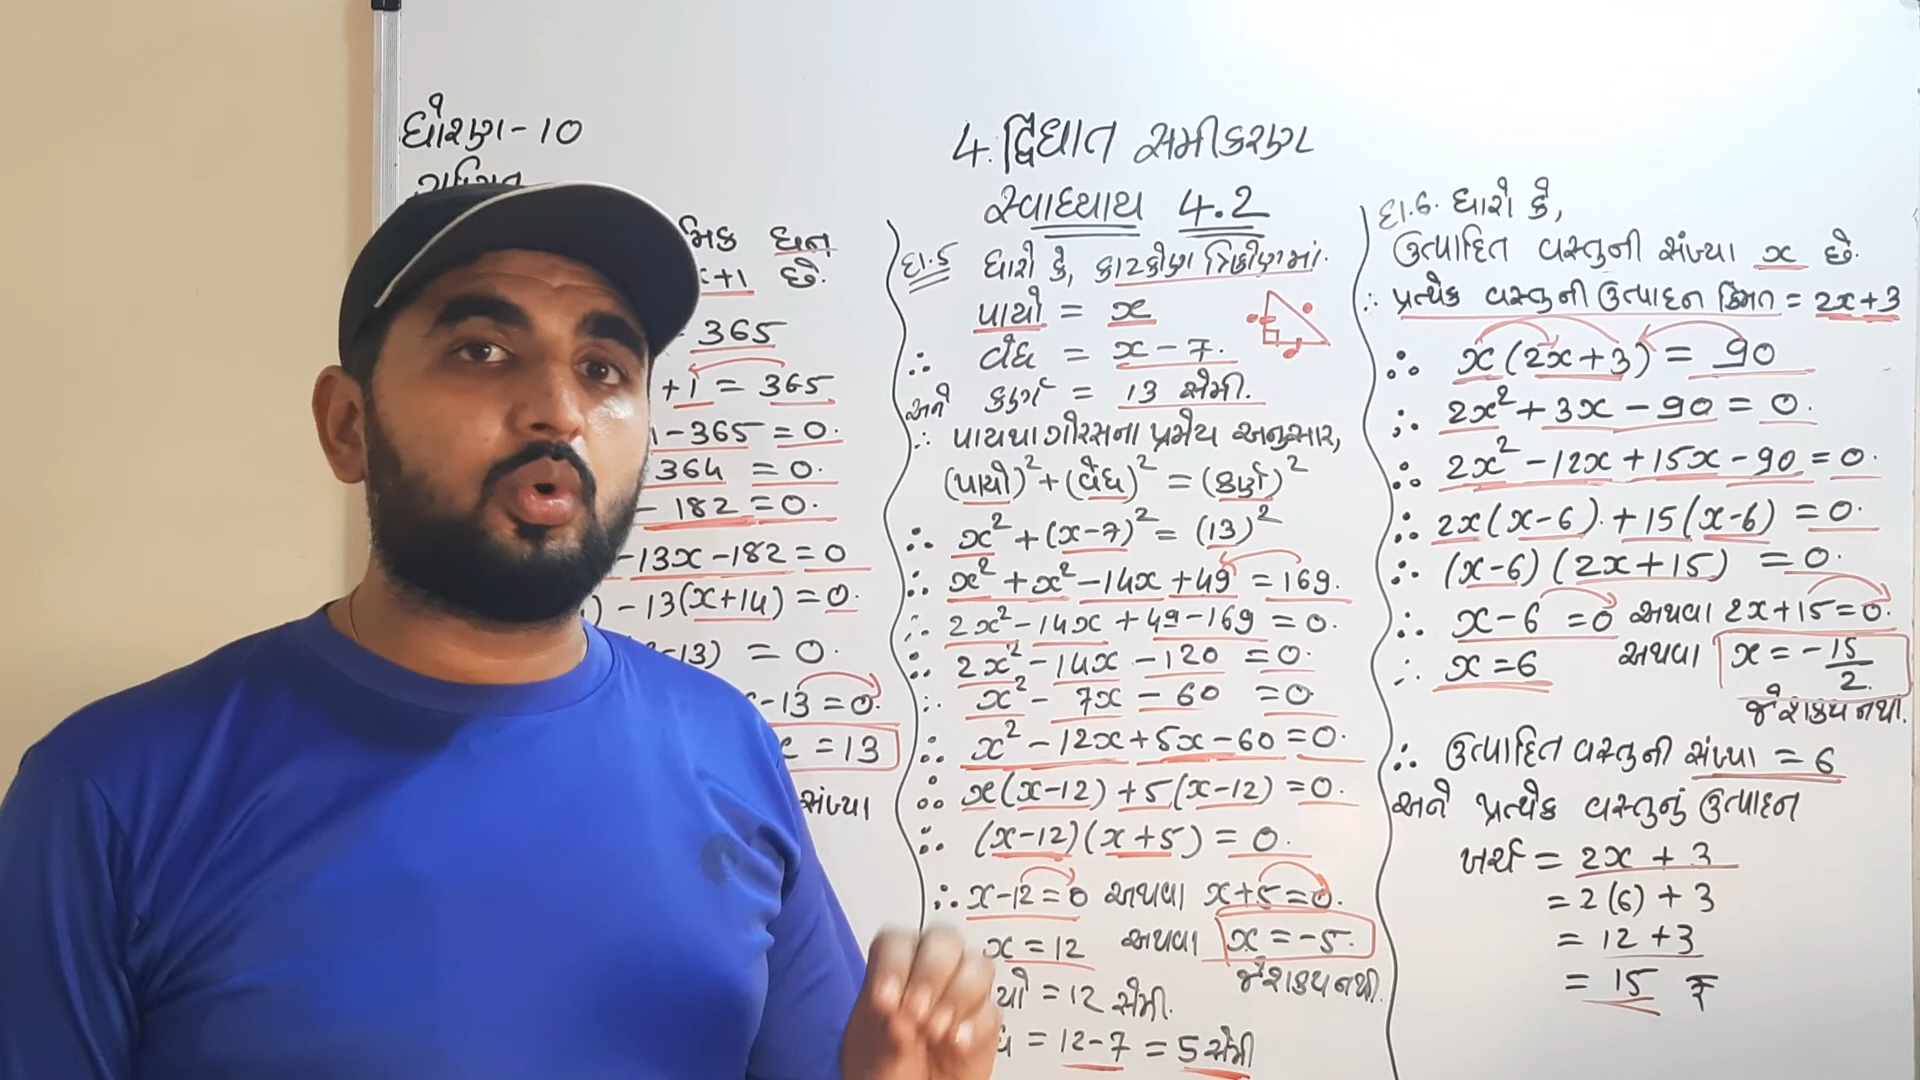 ધોરણ-10
ગણિત
4. દ્વિઘાત સમીકરણ
સ્વાધ્યાય 4.2
મિક ઘન
x+1 છે.
365
+1 = 365
1-365 = 0.
364 = 0.
- 182 = 0.
-13x-182 = 0
) - 13(x+14) = 0.
-13) = 0.
-13 = 0.
x = 13
સંખ્યા
દા.5 ધારો કે, કાટકોણ ત્રિકોણમાં.
પાયો = x
∴ વેધ = x - 7.
અને કર્ણ = 13 સેમી.
∴ પાયથાગોરસના પ્રમેય અનુસાર,
(પાયો)² + (વેધ)² = (કર્ણ)²
∴ x² + (x-7)² = (13)²
∴ x² + x² - 14x + 49 = 169.
∴ 2x² - 14x + 49 - 169 = 0.
∴ 2x² - 14x - 120 = 0.
∴ x² - 7x - 60 = 0
∴ x² - 12x + 5x - 60 = 0.
∴ x(x-12) + 5(x-12) = 0.
∴ (x-12)(x+5) = 0.
∴ x-12 = 0 અથવા x+5 = 0.
x = 12 અથવા x = -5.
જે શક્ય નથી.
યો = 12 સેમી.
ધ = 12-7 = 5 સેમી
દા.6. ધારો કે,
ઉત્પાદિત વસ્તુની સંખ્યા x છે.
∴ પ્રત્યેક વસ્તુની ઉત્પાદન કિંમત = 2x+3
∴ x(2x+3) = 90
∴ 2x² + 3x - 90 = 0.
∴ 2x² - 12x + 15x - 90 = 0.
∴ 2x(x-6) + 15(x-6) = 0.
∴ (x-6)(2x+15) = 0.
∴ x-6 = 0 અથવા 2x+15 = 0.
∴ x = 6 અથવા x = -15/2.
જે શક્ય નથી.
∴ ઉત્પાદિત વસ્તુની સંખ્યા = 6
અને પ્રત્યેક વસ્તુનું ઉત્પાદન
ખર્ચ = 2x + 3
= 2(6) + 3
= 12 + 3
= 15 ₹